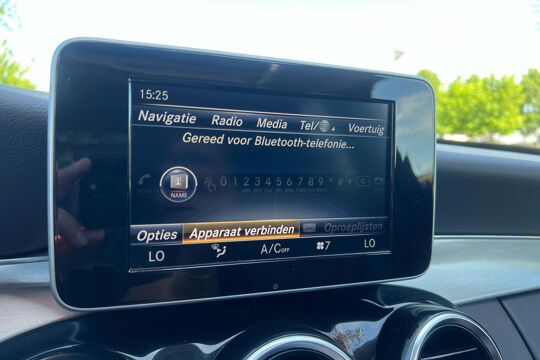 15:25
Navigatie Radio Media Tel/ Voertuig
Gereed voor Bluetooth-telefonie...
NAME 0 1 2 3 4 5 6 7 8 9 * # + C
Opties Apparaat verbinden Oproeplijsten
LO A/C OFF 7 LO